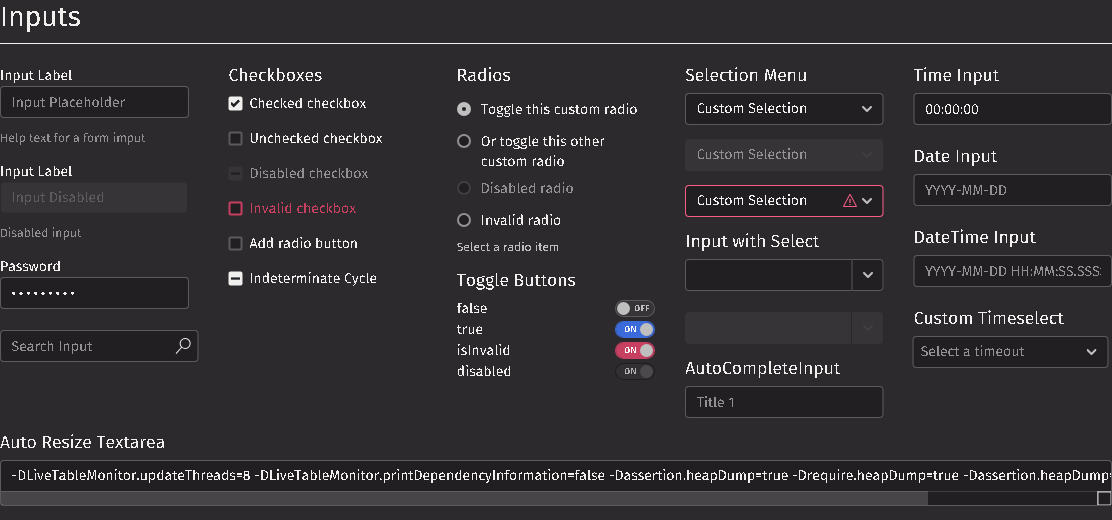 Inputs
Input Label
Input Placeholder
Help text for a form imput
Input Label
Input Disabled
Disabled input
Password
Search Input
Checkboxes
Checked checkbox
Unchecked checkbox
Disabled checkbox
Invalid checkbox
Add radio button
Indeterminate Cycle
Radios
Toggle this custom radio
Or toggle this other
custom radio
Disabled radio
Invalid radio
Select a radio item
Toggle Buttons
false OFF
true ON
isInvalid ON
disabled ON
Selection Menu
Custom Selection
Custom Selection
Custom Selection
Input with Select
AutoCompleteInput
Title 1
Time Input
00:00:00
Date Input
YYYY-MM-DD
DateTime Input
YYYY-MM-DD HH:MM:SS.SSS
Custom Timeselect
Select a timeout
Auto Resize Textarea
-DLiveTableMonitor.updateThreads=8 -DLiveTableMonitor.printDependencyInformation=false -Dassertion.heapDump=true -Drequire.heapDump=true -Dassertion.heapDump=